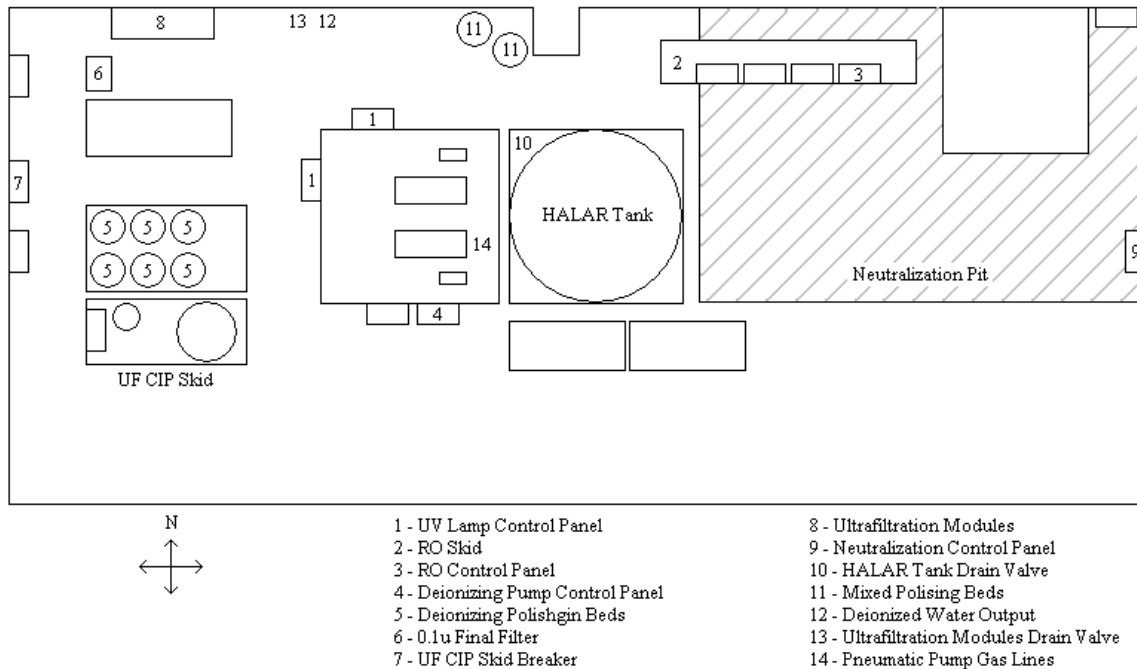 8
13 12
11
11
2
3
6
1
10
7
1
HALAR Tank
5 5 5
14
9
5 5 5
Neutralization Pit
4
UF CIP Skid
N
1 - UV Lamp Control Panel
2 - RO Skid
3 - RO Control Panel
4 - Deionizing Pump Control Panel
5 - Deionizing Polishgin Beds
6 - 0.1u Final Filter
7 - UF CIP Skid Breaker
8 - Ultrafiltration Modules
9 - Neutralization Control Panel
10 - HALAR Tank Drain Valve
11 - Mixed Polising Beds
12 - Deionized Water Output
13 - Ultrafiltration Modules Drain Valve
14 - Pneumatic Pump Gas Lines